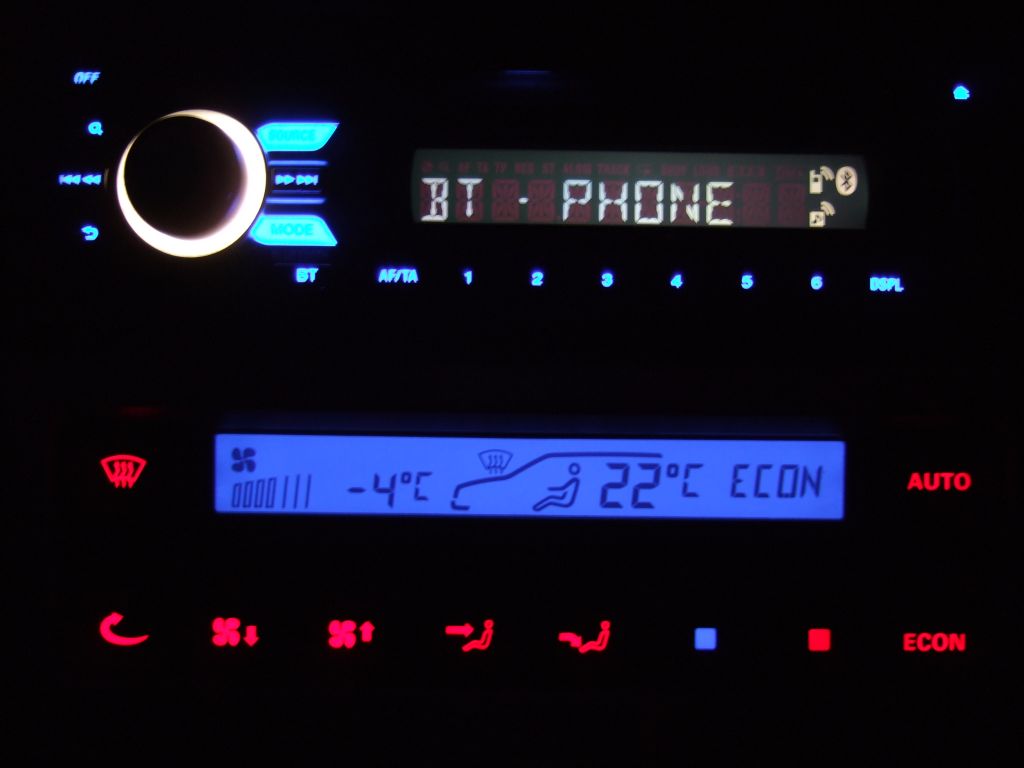 OFF
SOURCE
BT · PHONE
MODE
BT AF/TA 1 2 3 4 5 6 DSPL
-4°C 22°C ECON
AUTO
ECON